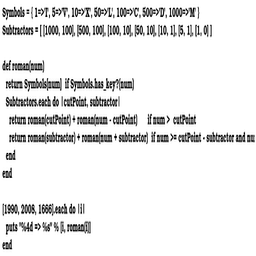 Symbols = { 1=>'I', 5=>'V', 10=>'X', 50=>'L', 100=>'C', 500=>'D', 1000=>'M' }
Subtractors = [ [1000, 100], [500, 100], [100, 10], [50, 10], [10, 1], [5, 1], [1, 0] ]
def roman(num)
return Symbols[num] if Symbols.has_key?(num)
Subtractors.each do |cutPoint, subtractor|
return roman(cutPoint) + roman(num - cutPoint) if num > cutPoint
return roman(subtractor) + roman(num + subtractor) if num >= cutPoint - subtractor and nur
end
end
[1990, 2008, 1666].each do |i|
puts "%4d => %s" % [i, roman(i)]
end